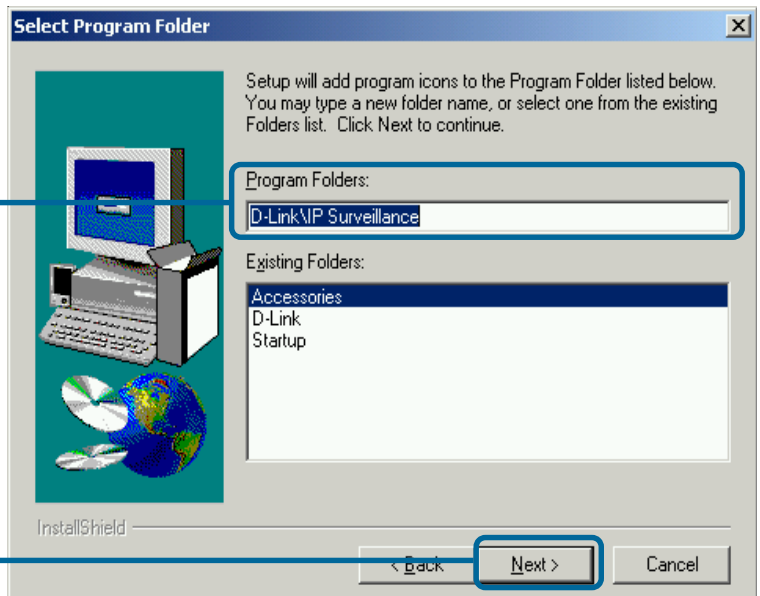 Select Program Folder
Setup will add program icons to the Program Folder listed below.
You may type a new folder name, or select one from the existing
Folders list. Click Next to continue.
Program Folders:
D-Link\IP Surveillance
Existing Folders:
Accessories
D-Link
Startup
InstallShield
< Back
Next >
Cancel